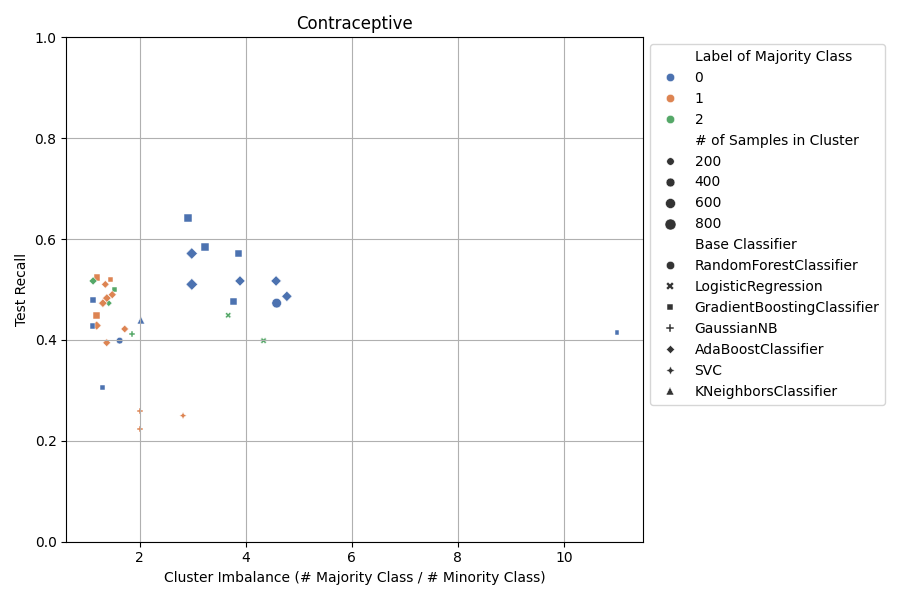 Contraceptive
1.0
0.8
0.6
0.4
0.2
0.0
Test Recall
2
4
6
8
10
Cluster Imbalance (# Majority Class / # Minority Class)
Label of Majority Class
0
1
2
# of Samples in Cluster
200
400
600
800
Base Classifier
RandomForestClassifier
LogisticRegression
GradientBoostingClassifier
GaussianNB
AdaBoostClassifier
SVC
KNeighborsClassifier